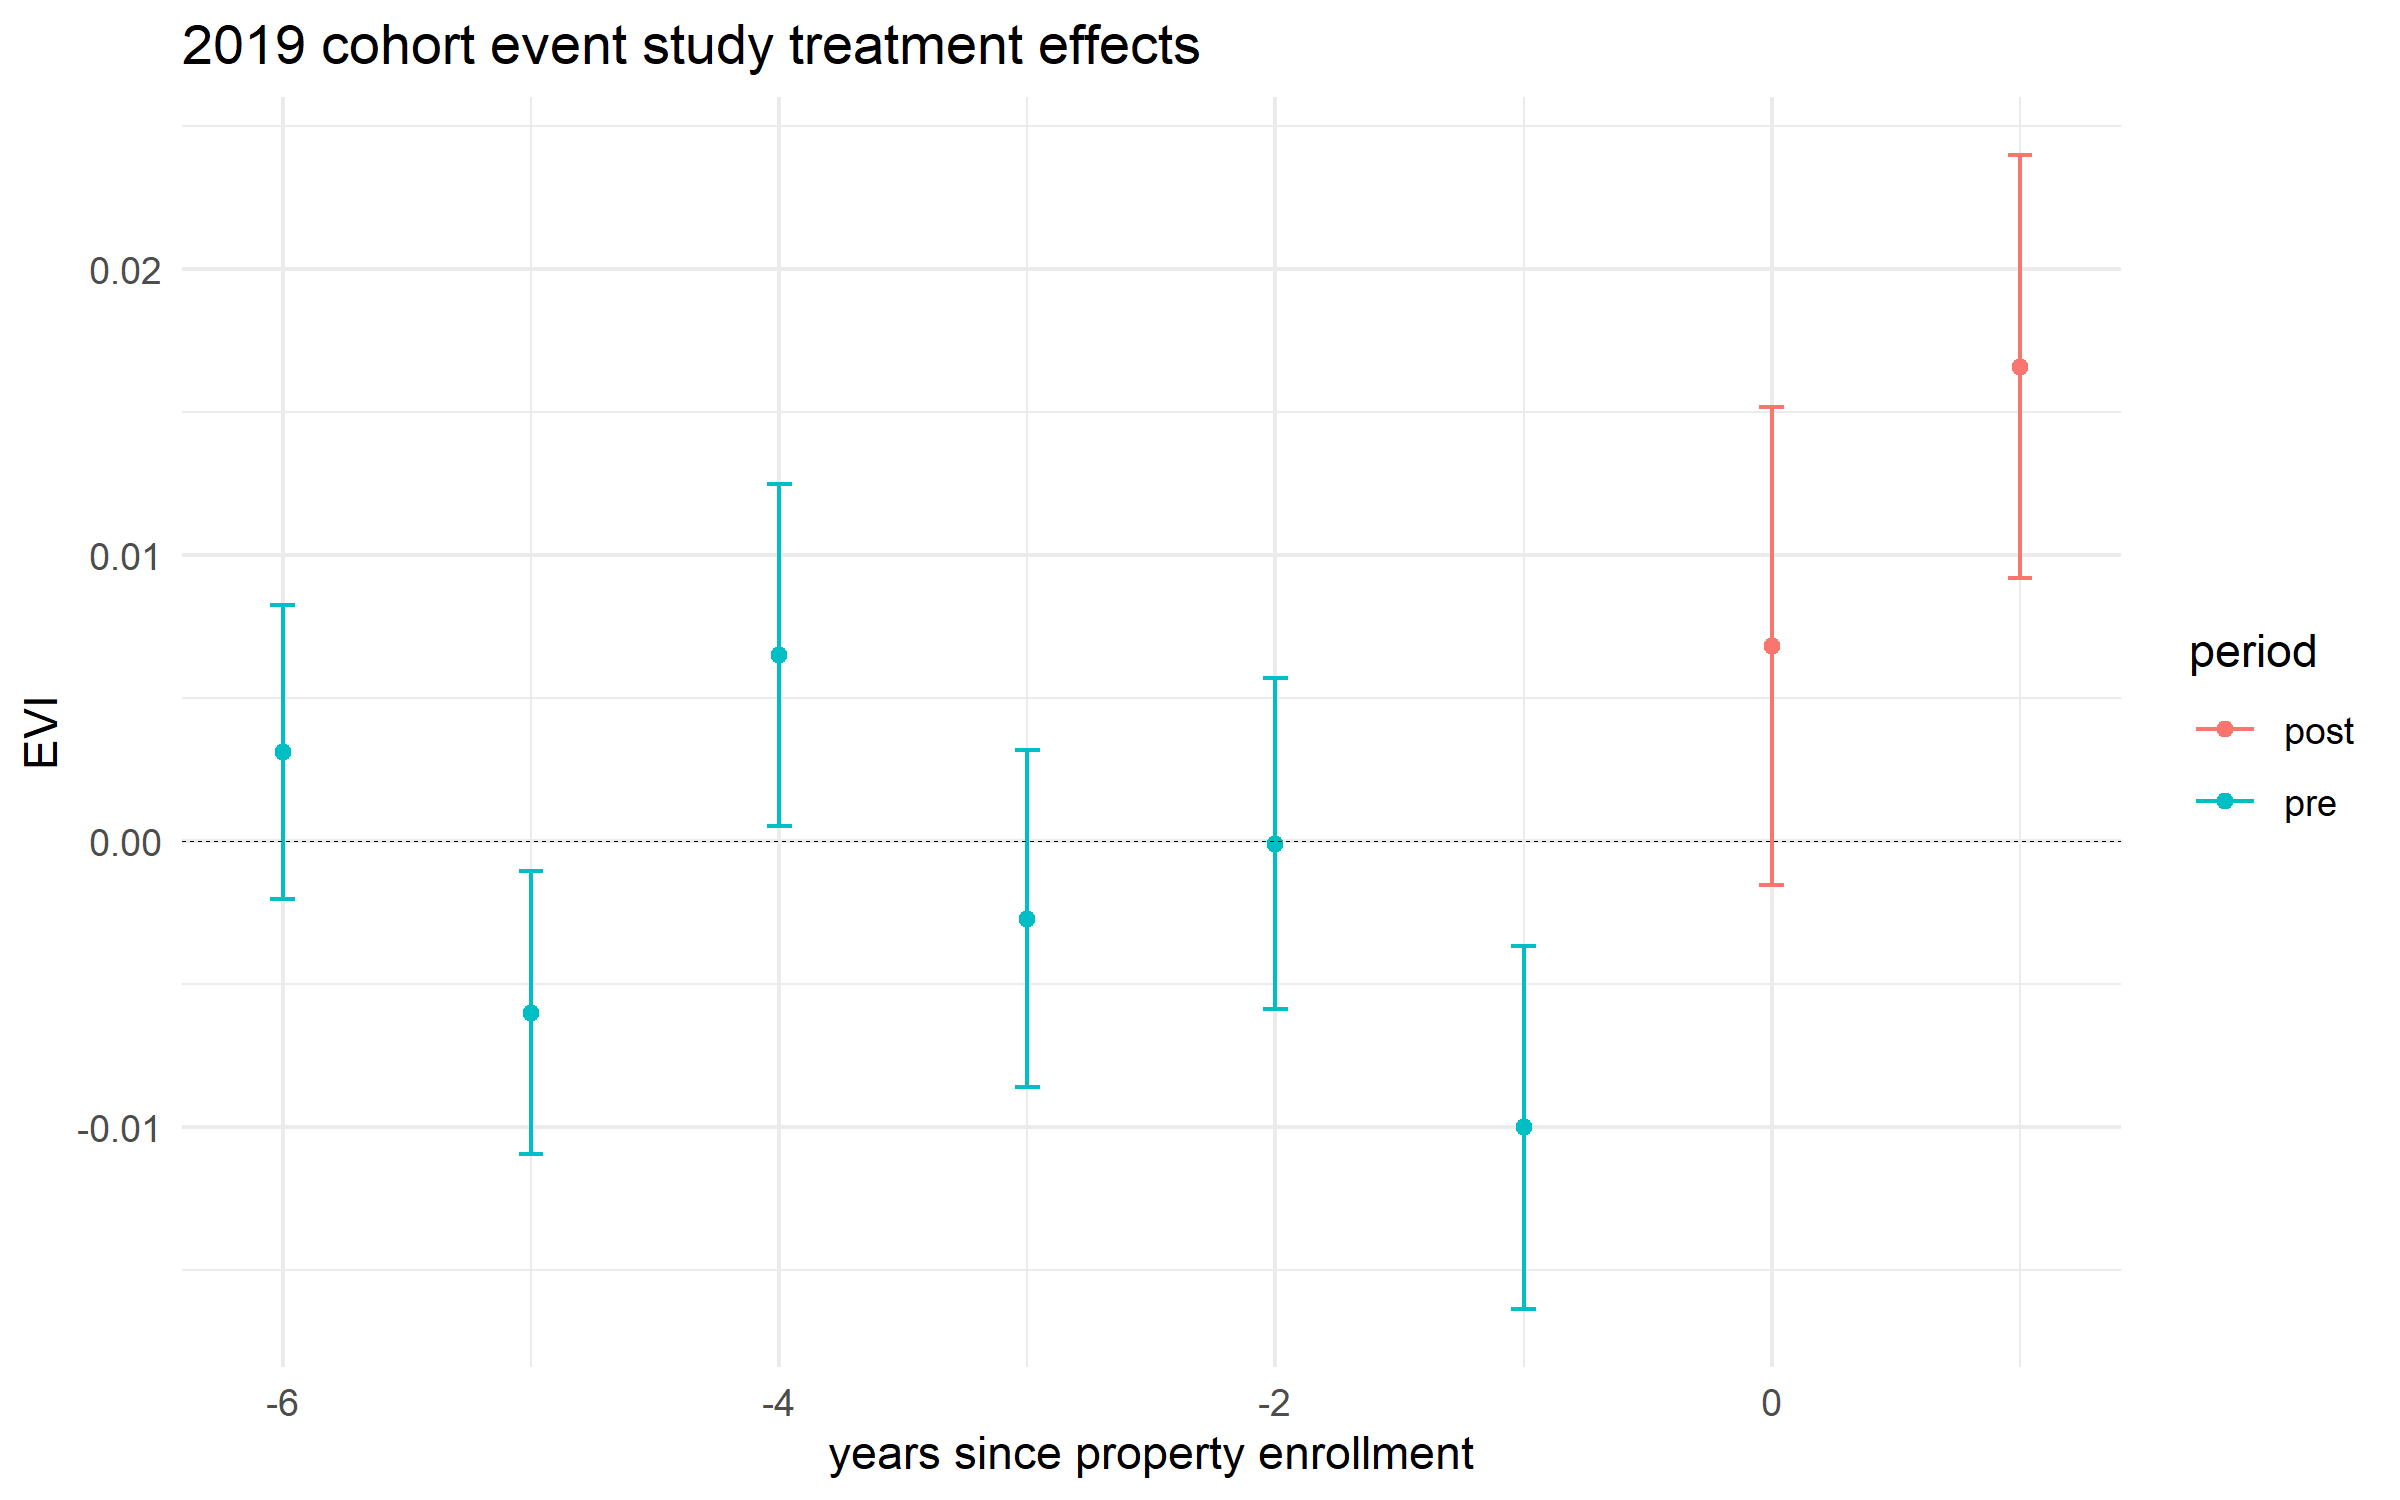 2019 cohort event study treatment effects
0.02
0.01
0.00
-0.01
EVI
-6
-4
-2
0
years since property enrollment
period
post
pre